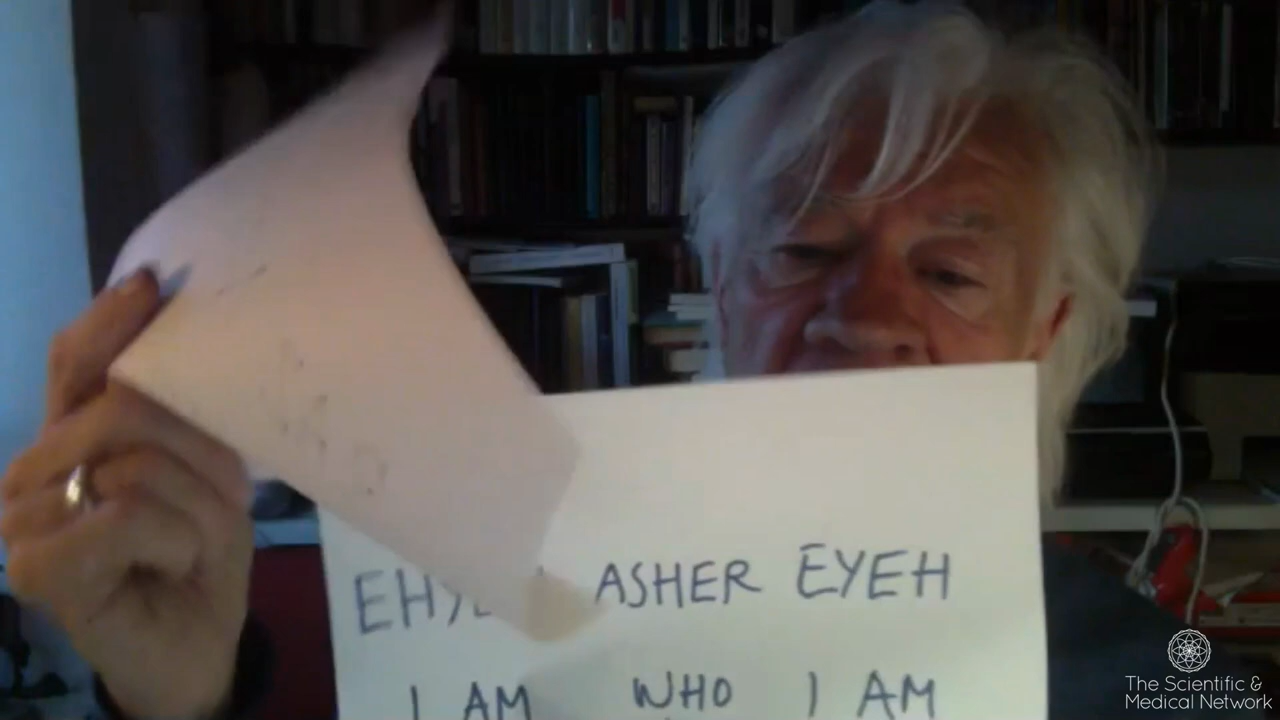 ASHER EYEH
I AM WHO I AM
The Scientific &
Medical Network